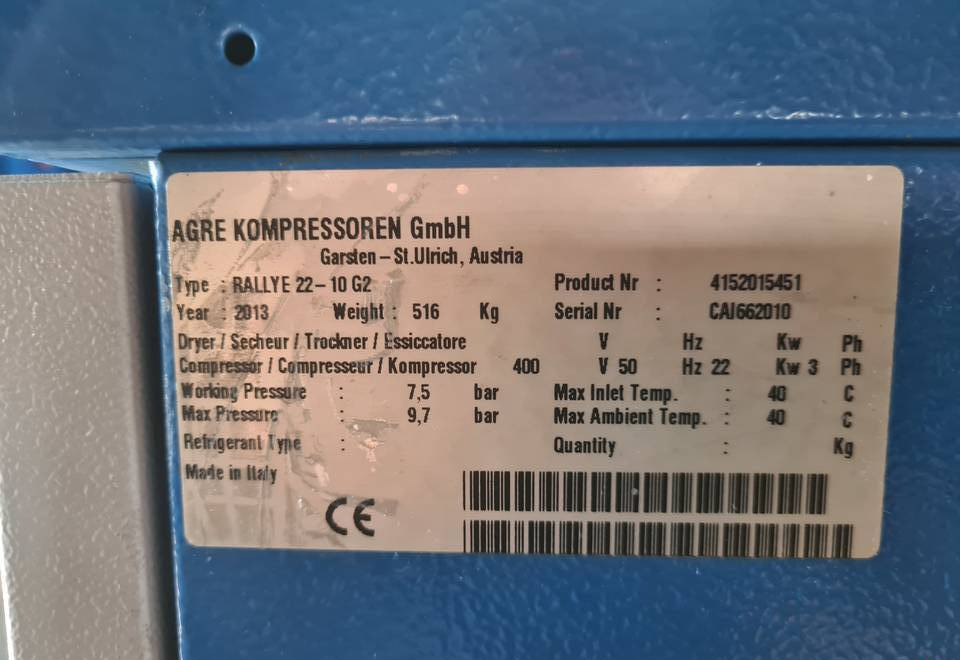 AGRE KOMPRESSOREN GmbH
Garsten – St.Ulrich, Austria
Type : RALLYE 22–10 G2 Product Nr : 4152015451
Year : 2013 Weight : 516 Kg Serial Nr : CAI662010
Dryer / Secheur / Trockner / Essiccatore V Hz Kw Ph
Compressor / Compresseur / Kompressor 400 V 50 Hz 22 Kw 3 Ph
Working Pressure : 7,5 bar Max Inlet Temp. : 40 C
Max Pressure : 9,7 bar Max Ambient Temp. : 40 C
Refrigerant Type : Quantity : Kg
Made in Italy
CE